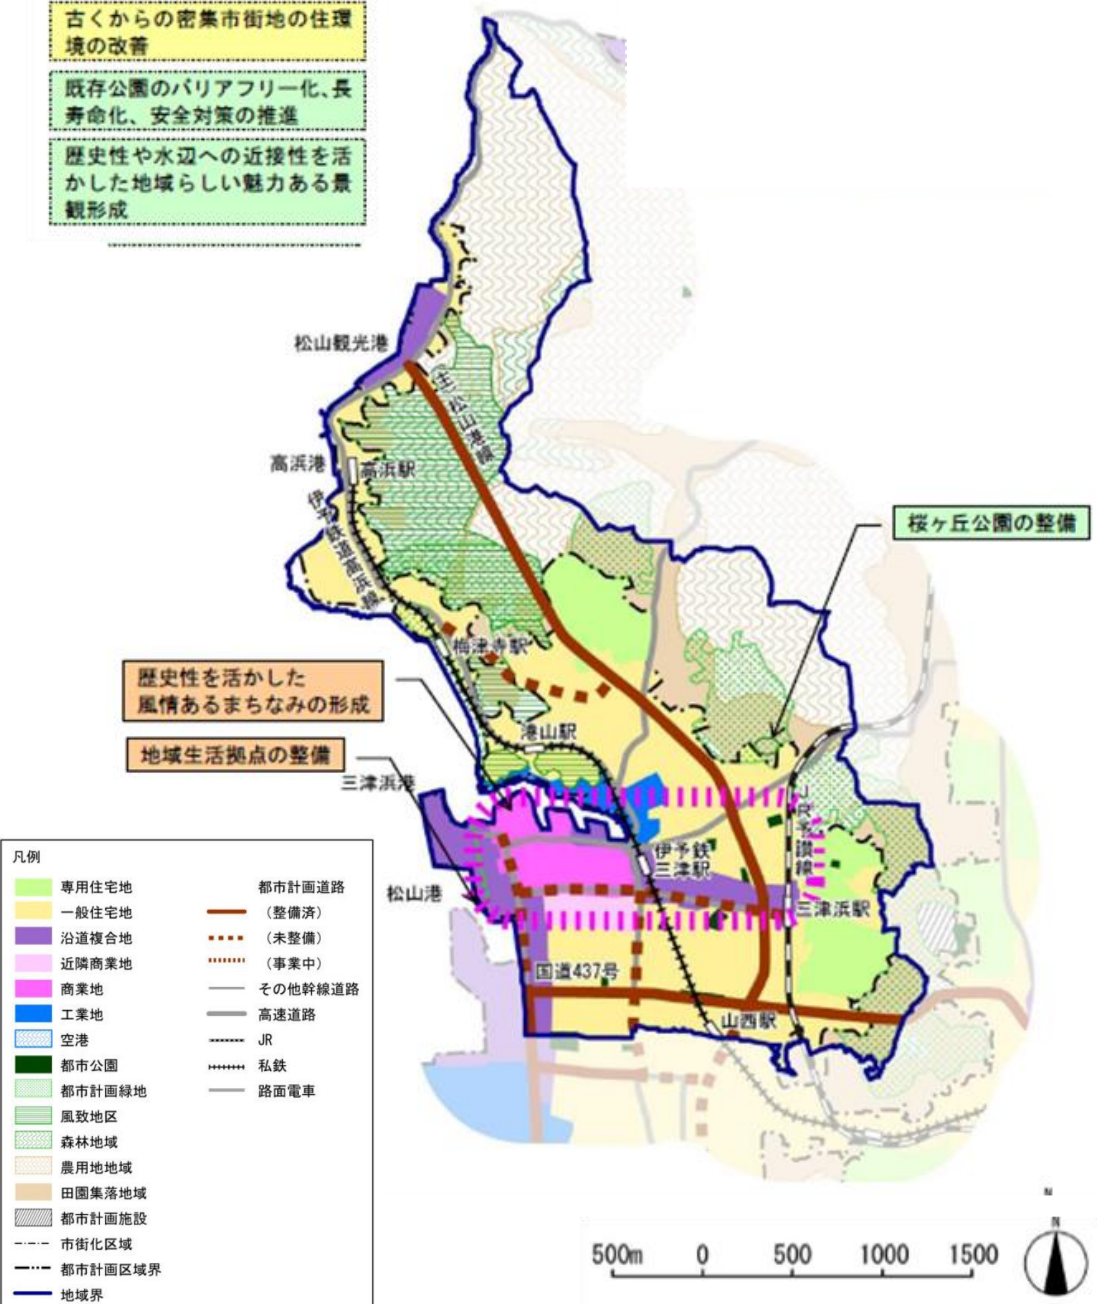 古くからの密集市街地の住環
境の改善
既存公園のバリアフリー化、長
寿命化、安全対策の推進
歴史性や水辺への近接性を活
かした地域らしい魅力ある景
観形成
松山観光港
(主)松山港線
高浜港
高浜駅
伊予鉄道高浜線
桜ヶ丘公園の整備
梅津寺駅
歴史性を活かした
風情あるまちなみの形成
港山駅
地域生活拠点の整備
三津浜港
JR予讃線
伊予鉄
三津駅
松山港
三津浜駅
国道437号
山西駅
凡例
専用住宅地
一般住宅地
沿道複合地
近隣商業地
商業地
工業地
空港
都市公園
都市計画緑地
風致地区
森林地域
農用地地域
田園集落地域
都市計画施設
市街化区域
都市計画区域界
地域界
都市計画道路
（整備済）
（未整備）
（事業中）
その他幹線道路
高速道路
JR
私鉄
路面電車
N
N
500m 0 500 1000 1500